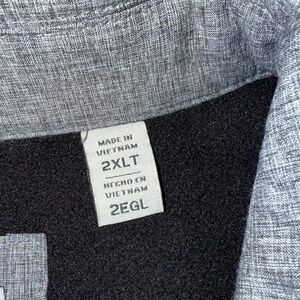 MADE IN
VIETNAM
2XLT
HECHO EN
VIETNAM
2EGL